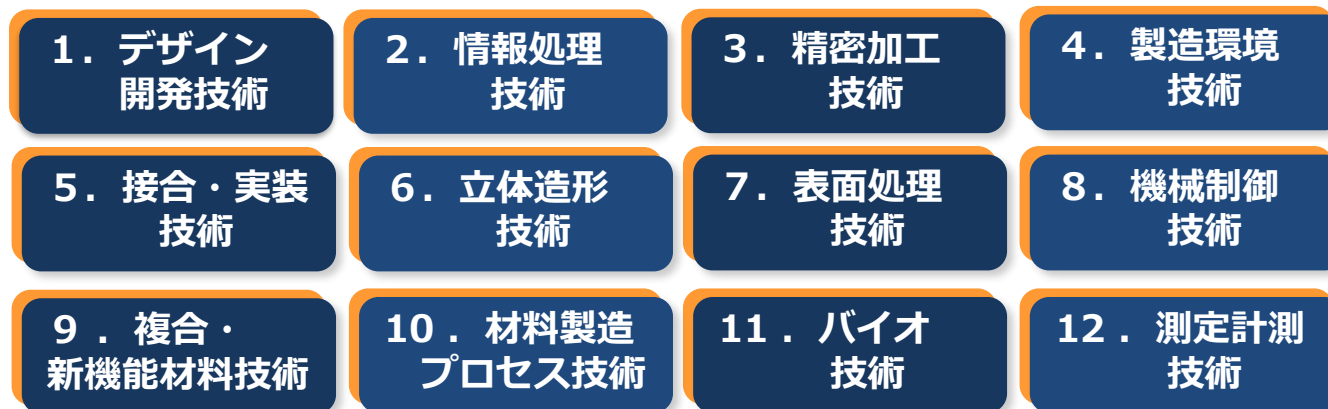 1．デザイン
開発技術
2．情報処理
技術
3．精密加工
技術
4．製造環境
技術
5．接合・実装
技術
6．立体造形
技術
7．表面処理
技術
8．機械制御
技術
9．複合・
新機能材料技術
10．材料製造
プロセス技術
11．バイオ
技術
12．測定計測
技術